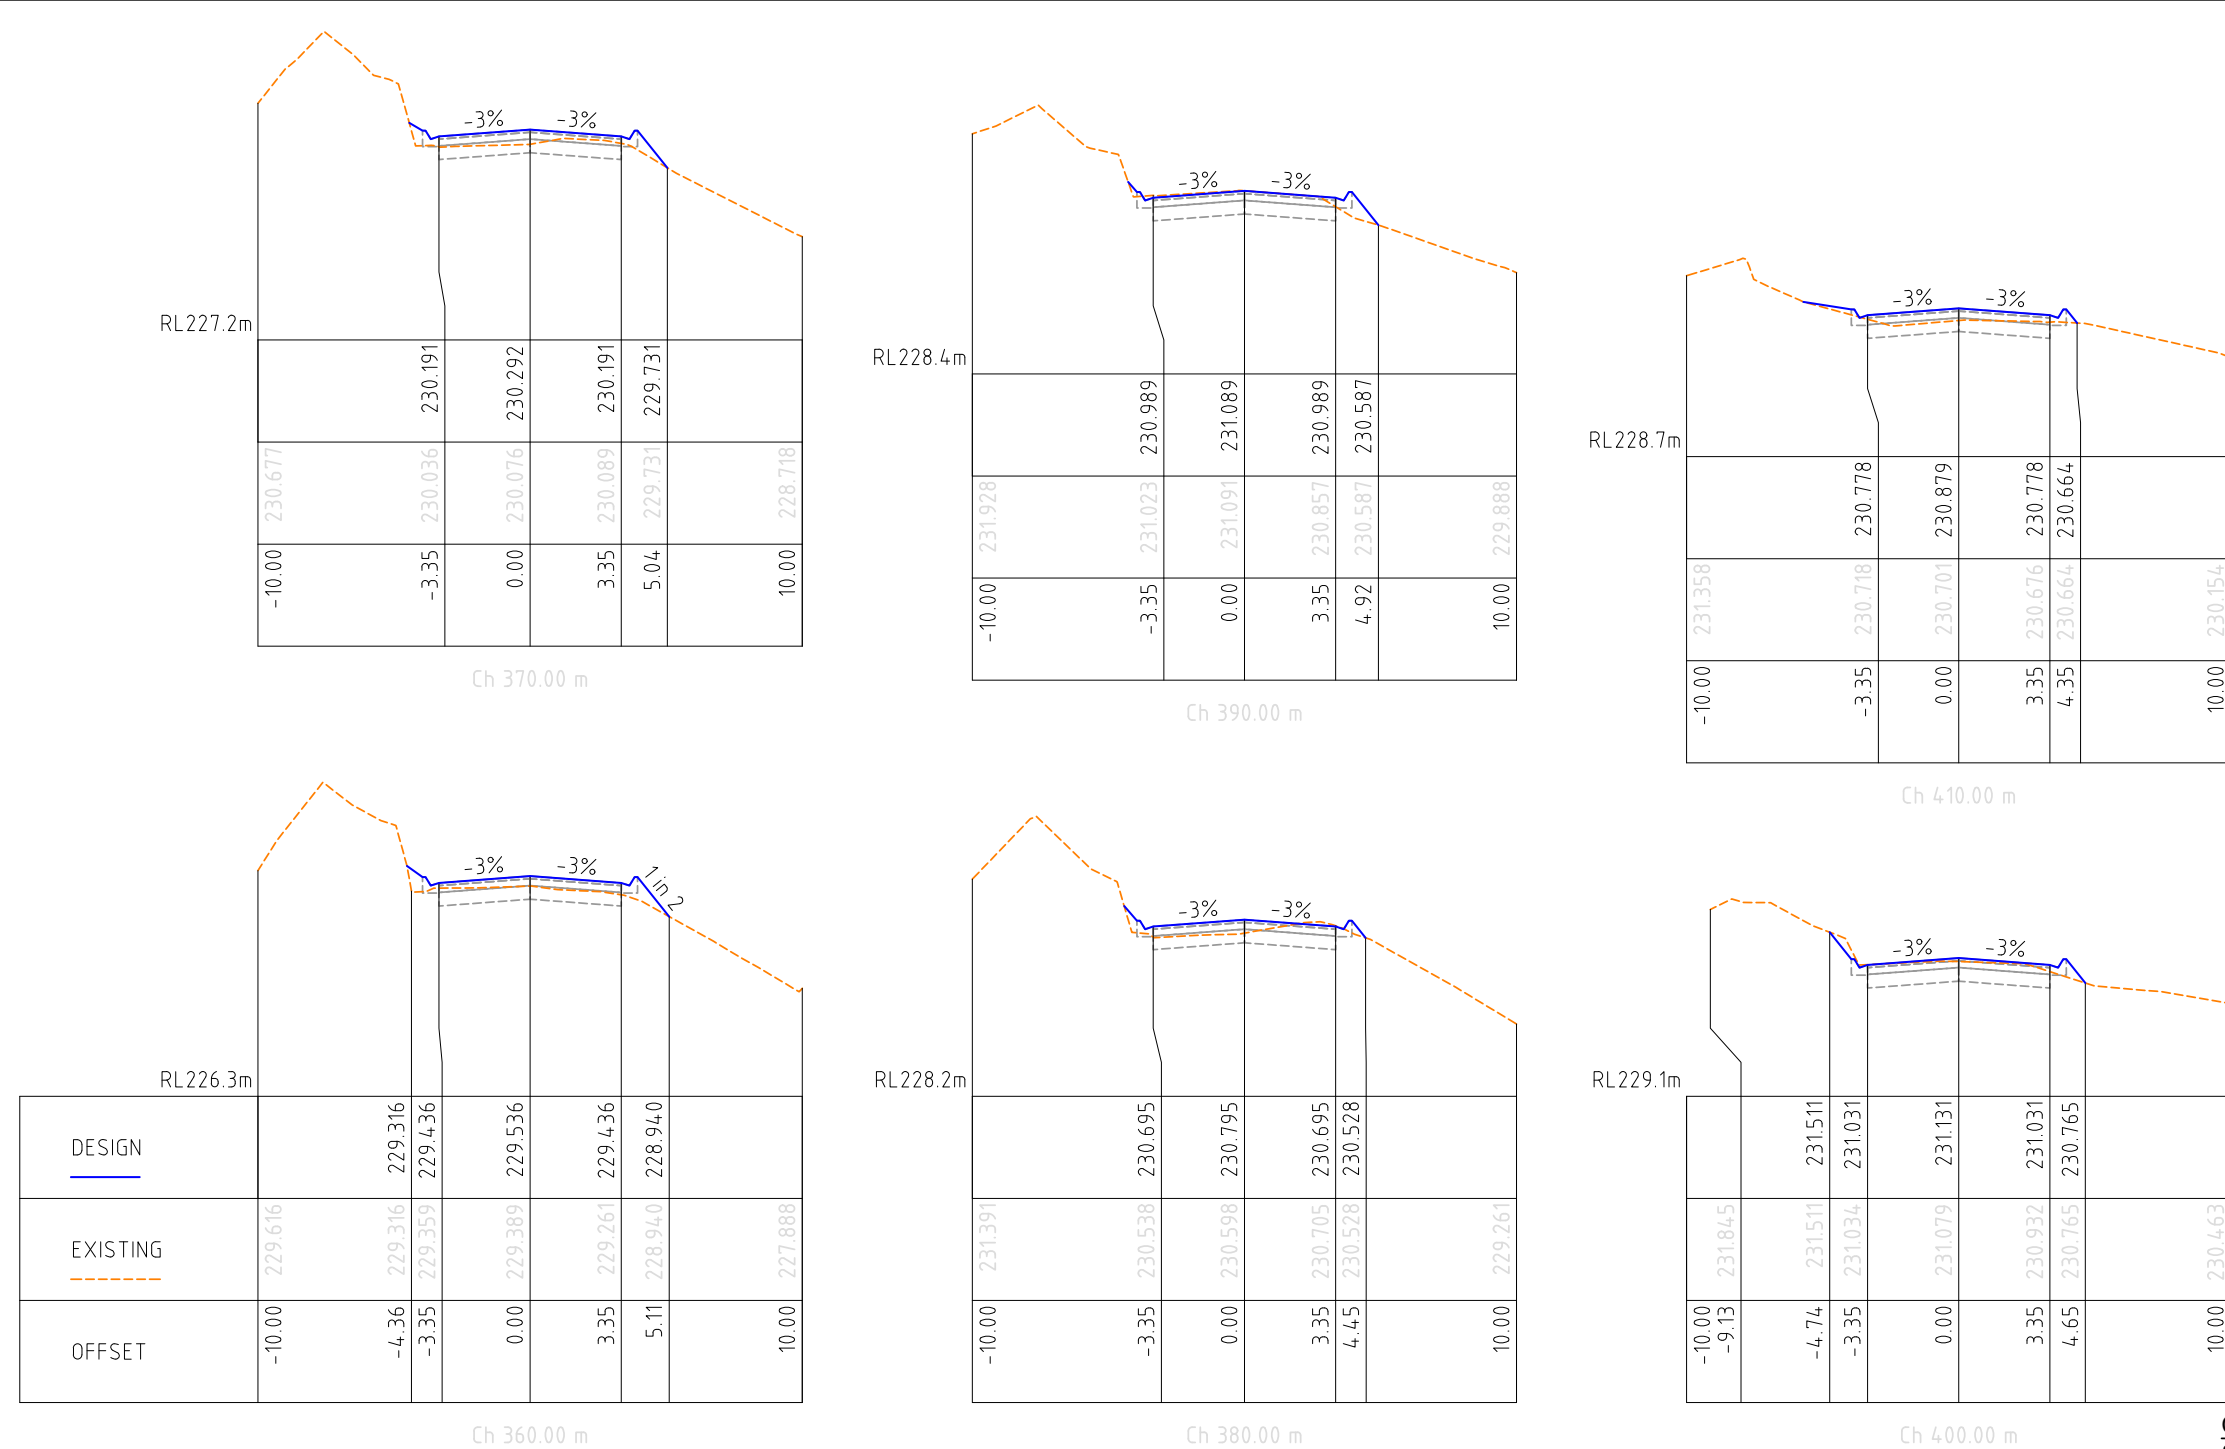 -3% -3%
RL227.2m
230.191 230.292 230.191 229.731
230.677 230.036 230.076 230.089 229.731 228.718
-10.00 -3.35 0.00 3.35 5.04 10.00
Ch 370.00 m
-3% -3%
RL228.4m
230.989 231.089 230.989 230.587
231.928 231.023 231.091 230.857 230.587 229.888
-10.00 -3.35 0.00 3.35 4.92 10.00
Ch 390.00 m
-3% -3%
RL228.7m
230.778 230.879 230.778 230.664
231.358 230.718 230.701 230.676 230.664 230.154
-10.00 -3.35 0.00 3.35 4.35 10.00
Ch 410.00 m
-3% -3% 1 in 2
RL226.3m
DESIGN 229.316 229.436 229.536 229.436 228.940
EXISTING 229.616 229.316 229.359 229.389 229.261 228.940 227.888
OFFSET -10.00 -4.36 -3.35 0.00 3.35 5.11 10.00
Ch 360.00 m
-3% -3%
RL228.2m
230.695 230.795 230.695 230.528
231.391 230.538 230.598 230.705 230.528 229.261
-10.00 -3.35 0.00 3.35 4.45 10.00
Ch 380.00 m
-3% -3%
RL229.1m
231.511 231.031 231.131 231.031 230.765
231.845 231.511 231.034 231.079 230.932 230.765 230.463
-10.00 -9.13 -4.74 -3.35 0.00 3.35 4.65 10.00
Ch 400.00 m